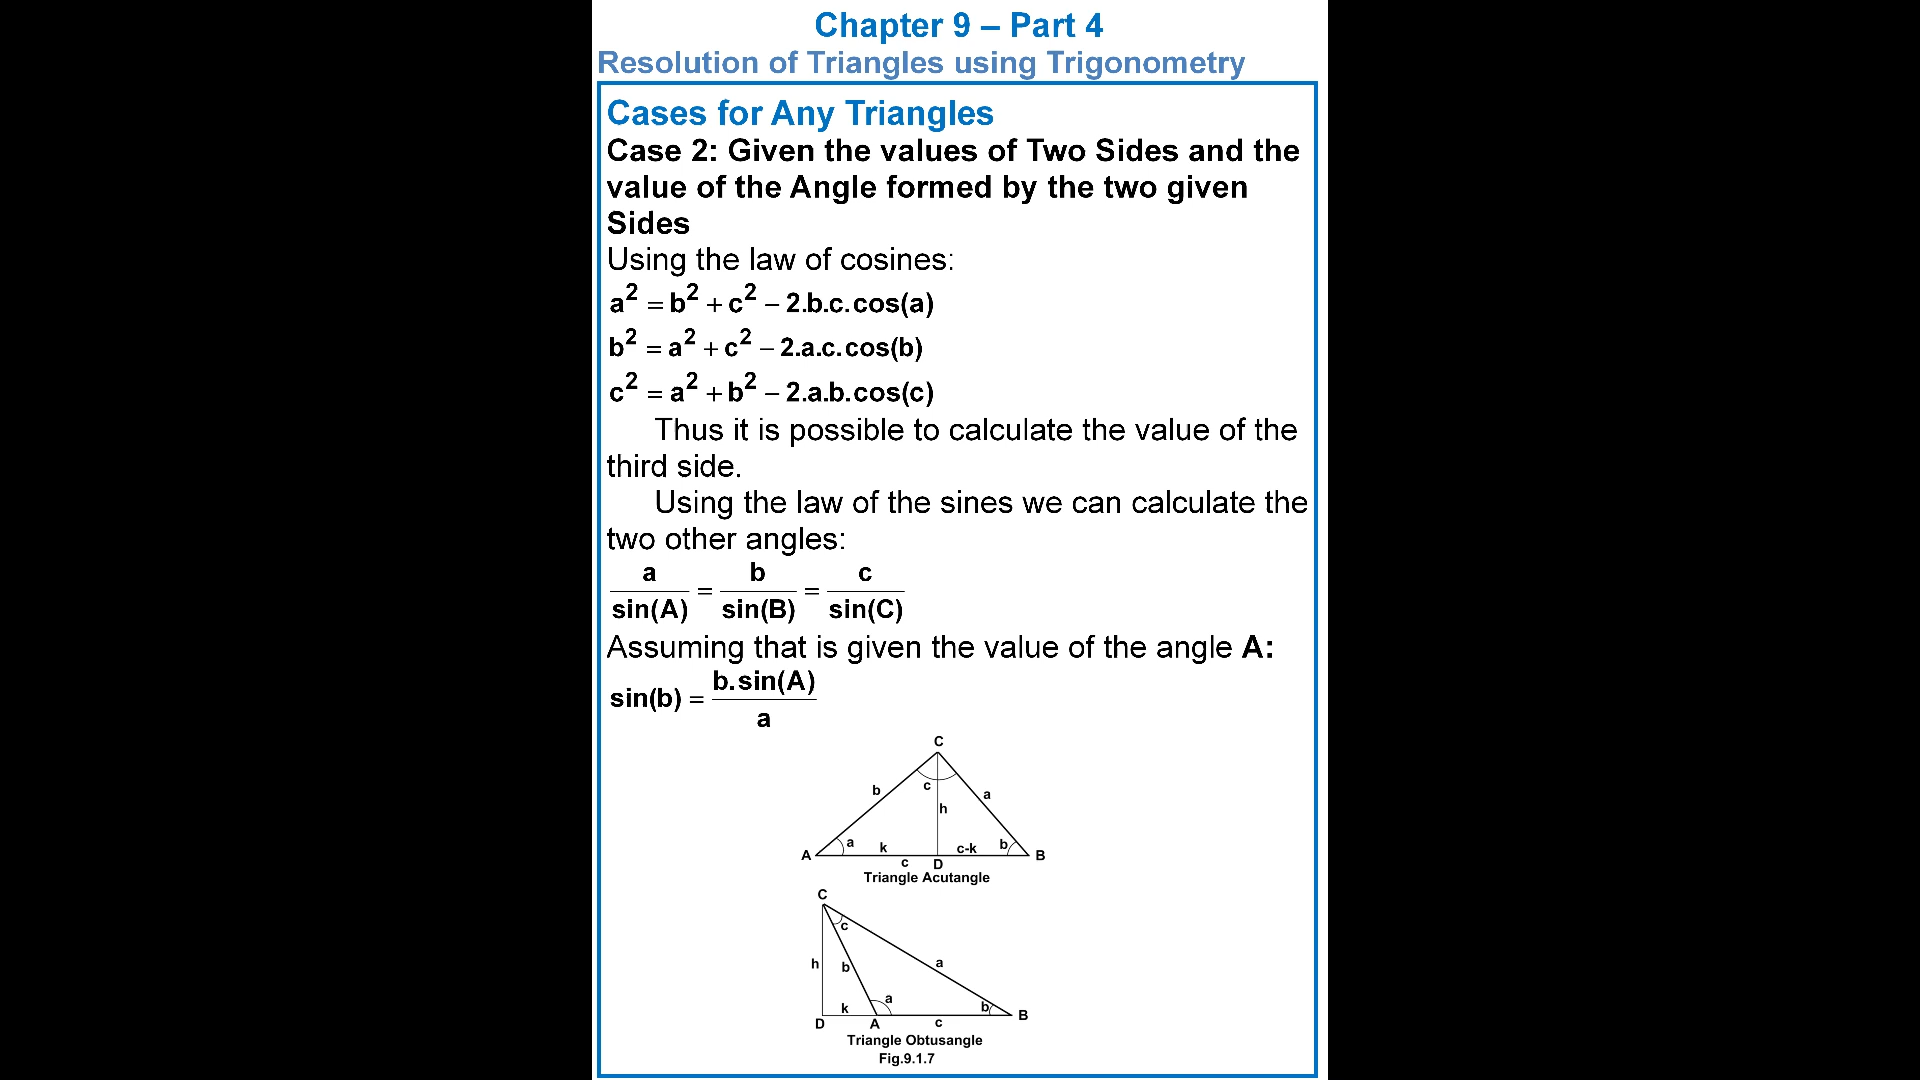 Chapter 9 – Part 4
Resolution of Triangles using Trigonometry
Cases for Any Triangles
Case 2: Given the values of Two Sides and the
value of the Angle formed by the two given
Sides
Using the law of cosines:
a² = b² + c² – 2.b.c.cos(a)
b² = a² + c² – 2.a.c.cos(b)
c² = a² + b² – 2.a.b.cos(c)
Thus it is possible to calculate the value of the
third side.
Using the law of the sines we can calculate the
two other angles:
a/sin(A) = b/sin(B) = c/sin(C)
Assuming that is given the value of the angle A:
sin(b) = b.sin(A)/a
C
b c a
h
A a k c-k b B
c D
Triangle Acutangle
C
c
h b a
a
k b B
D A c
Triangle Obtusangle
Fig.9.1.7